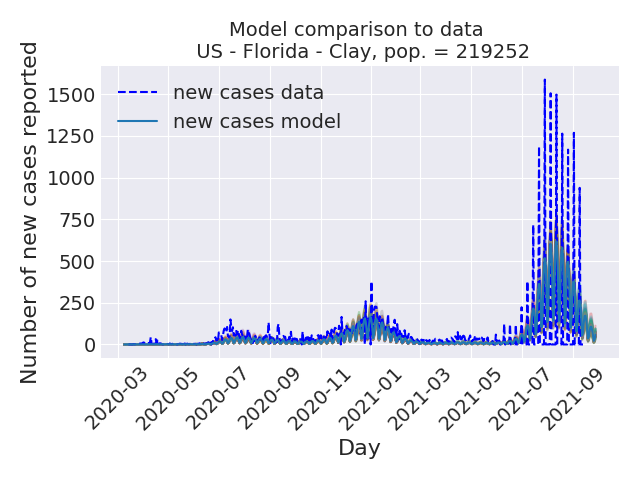 Model comparison to data
US - Florida - Clay, pop. = 219252
Number of new cases reported
1500
1250
1000
750
500
250
0
new cases data
new cases model
2020-03
2020-05
2020-07
2020-09
2020-11
2021-01
2021-03
2021-05
2021-07
2021-09
Day